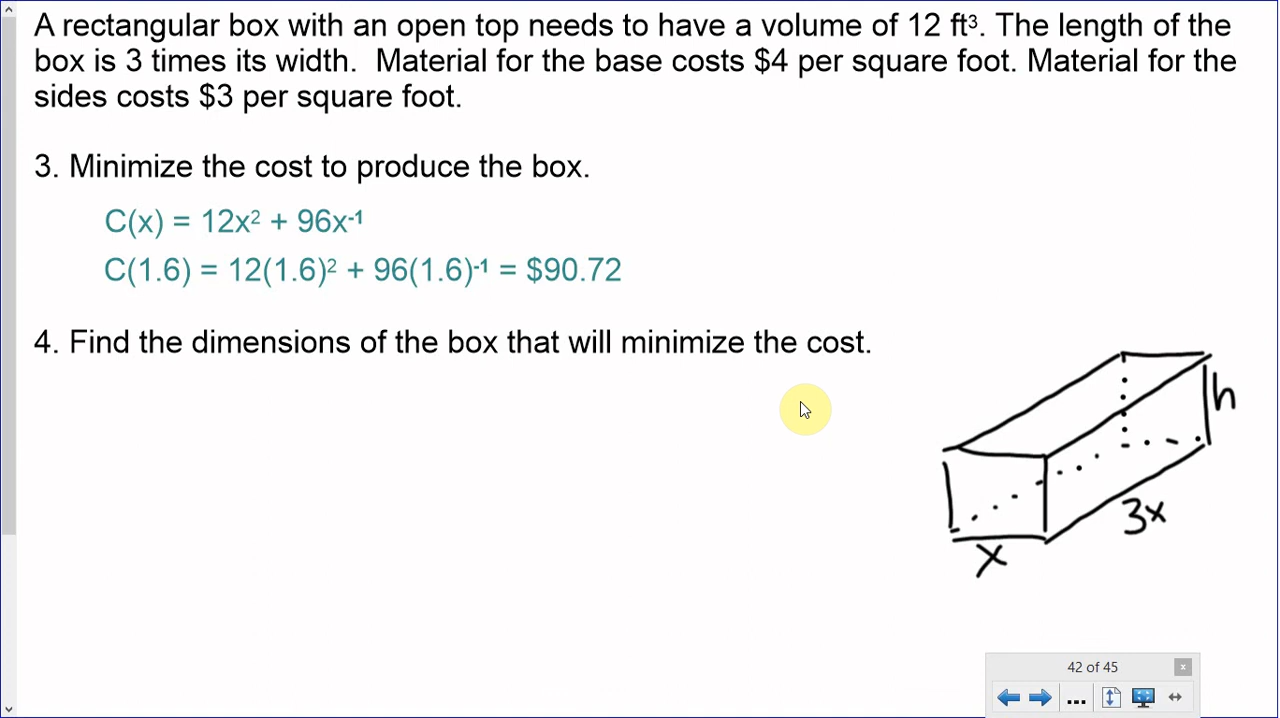 A rectangular box with an open top needs to have a volume of 12 ft³. The length of the
box is 3 times its width.  Material for the base costs $4 per square foot. Material for the
sides costs $3 per square foot.
3. Minimize the cost to produce the box.
C(x) = 12x² + 96x⁻¹
C(1.6) = 12(1.6)² + 96(1.6)⁻¹ = $90.72
4. Find the dimensions of the box that will minimize the cost.
h
3x
x
42 of 45
x
...